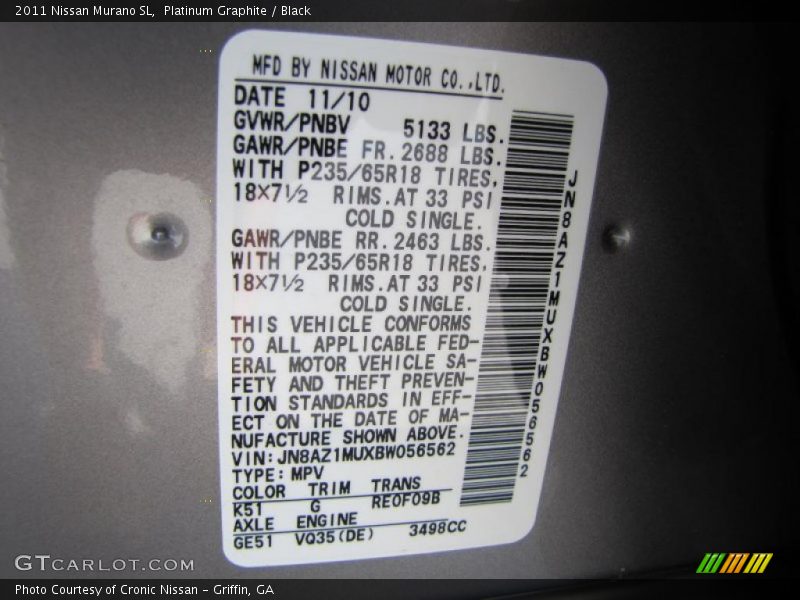 2011 Nissan Murano SL,  Platinum Graphite / Black
MFD BY NISSAN MOTOR CO.,LTD.
DATE 11/10
GVWR/PNBV 5133 LBS.
GAWR/PNBE FR. 2688 LBS.
WITH P235/65R18 TIRES,
18X7½ RIMS. AT 33 PSI
COLD SINGLE.
GAWR/PNBE RR. 2463 LBS.
WITH P235/65R18 TIRES,
18X7½ RIMS. AT 33 PSI
COLD SINGLE.
THIS VEHICLE CONFORMS
TO ALL APPLICABLE FED-
ERAL MOTOR VEHICLE SA-
FETY AND THEFT PREVEN-
TION STANDARDS IN EFF-
ECT ON THE DATE OF MA-
NUFACTURE SHOWN ABOVE.
VIN:JN8AZ1MUXBW056562
TYPE:MPV
COLOR TRIM TRANS
K51 G RE0F09B
AXLE ENGINE
GE51 VQ35(DE) 3498CC
JN8AZ1MUXBW056562
GTCARLOT.COM
Photo Courtesy of Cronic Nissan - Griffin, GA